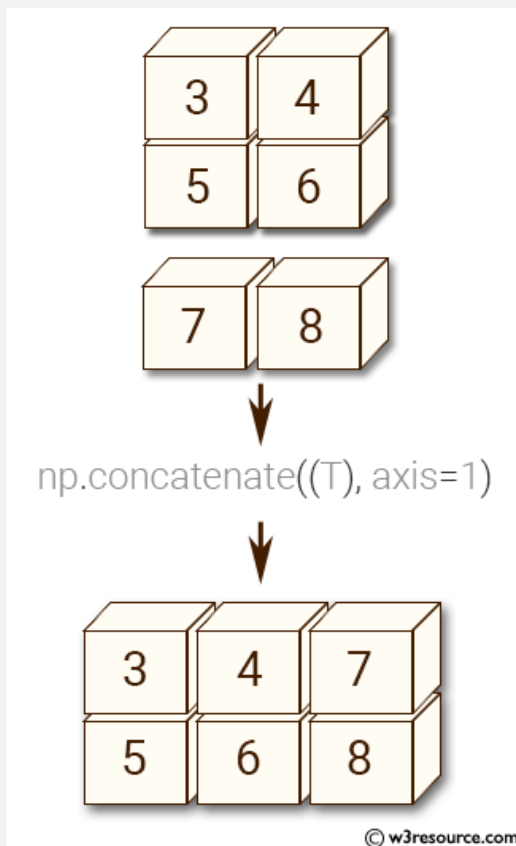 3 4
5 6
7 8
np.concatenate((T), axis=1)
3 4 7
5 6 8
© w3resource.com